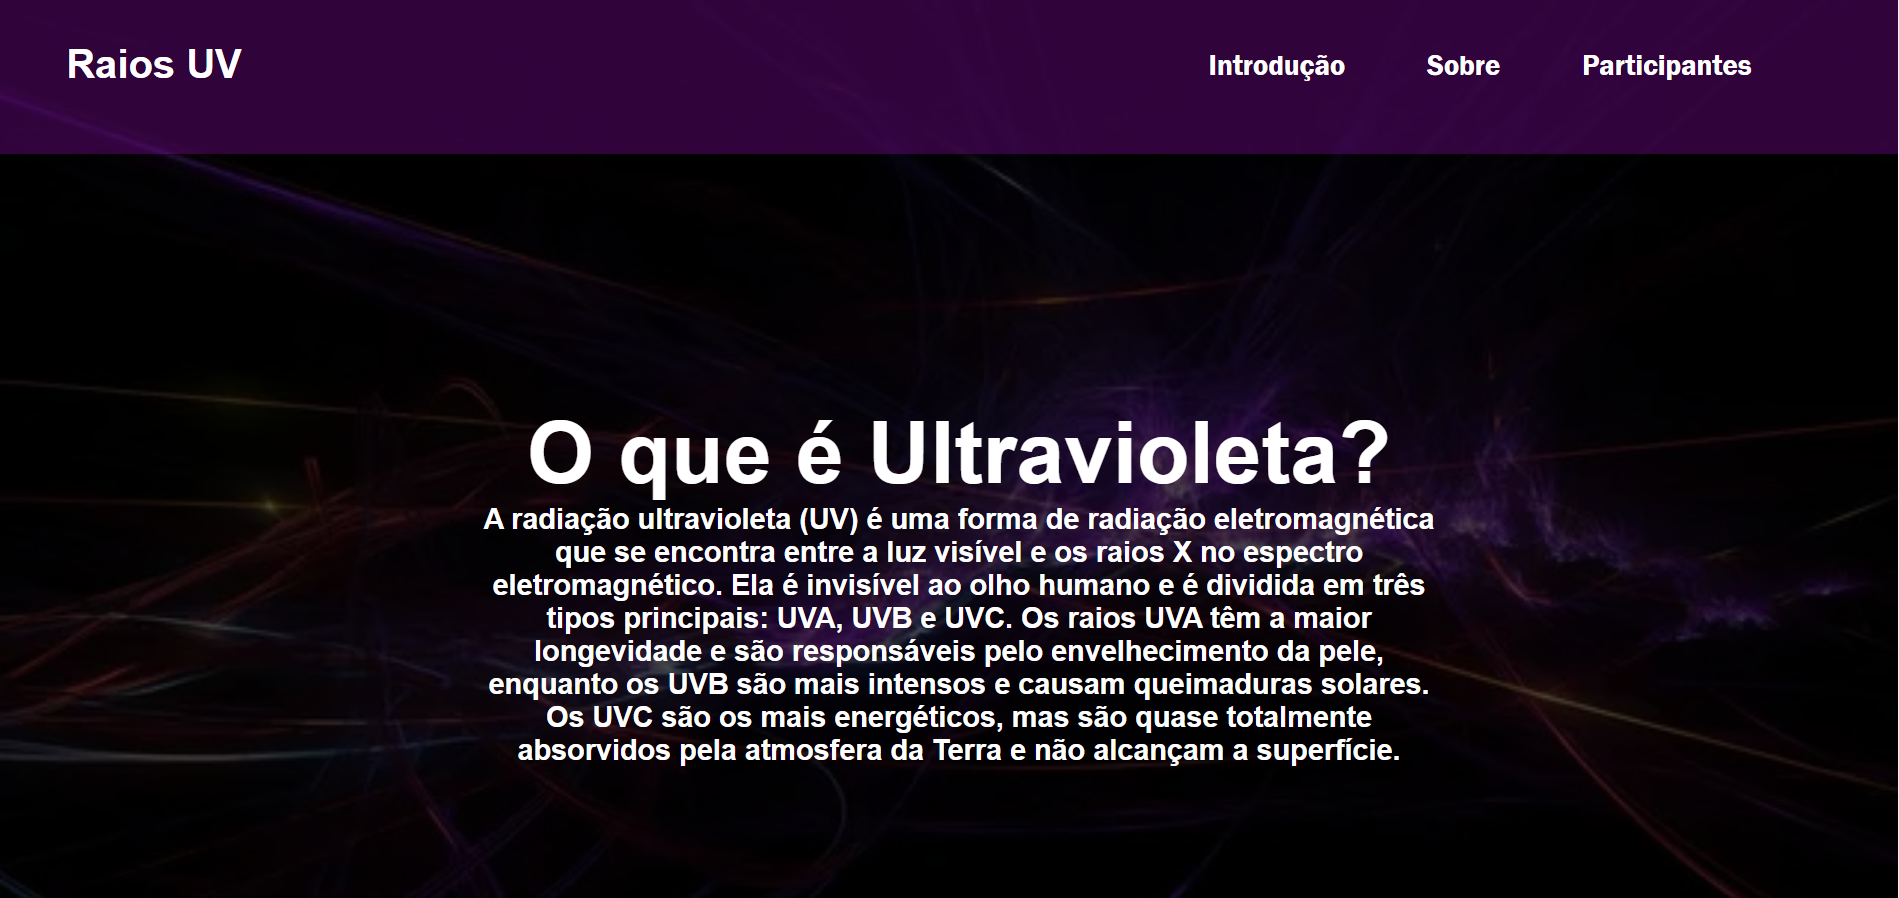 Raios UV
Introdução
Sobre
Participantes
O que é Ultravioleta?
A radiação ultravioleta (UV) é uma forma de radiação eletromagnética
que se encontra entre a luz visível e os raios X no espectro
eletromagnético. Ela é invisível ao olho humano e é dividida em três
tipos principais: UVA, UVB e UVC. Os raios UVA têm a maior
longevidade e são responsáveis pelo envelhecimento da pele,
enquanto os UVB são mais intensos e causam queimaduras solares.
Os UVC são os mais energéticos, mas são quase totalmente
absorvidos pela atmosfera da Terra e não alcançam a superfície.